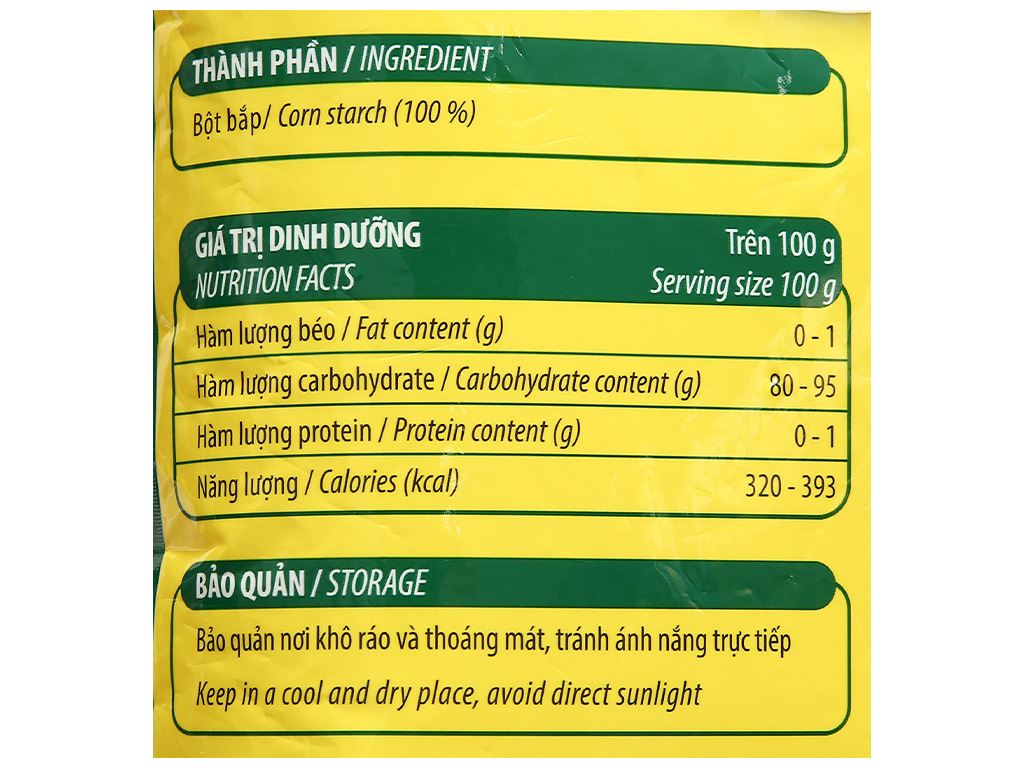 THÀNH PHẦN / INGREDIENT
Bột bắp/ Corn starch (100 %)
GIÁ TRỊ DINH DƯỠNG Trên 100 g
NUTRITION FACTS Serving size 100 g
Hàm lượng béo / Fat content (g) 0 - 1
Hàm lượng carbohydrate / Carbohydrate content (g) 80 - 95
Hàm lượng protein / Protein content (g) 0 - 1
Năng lượng / Calories (kcal) 320 - 393
BẢO QUẢN / STORAGE
Bảo quản nơi khô ráo và thoáng mát, tránh ánh nắng trực tiếp
Keep in a cool and dry place, avoid direct sunlight